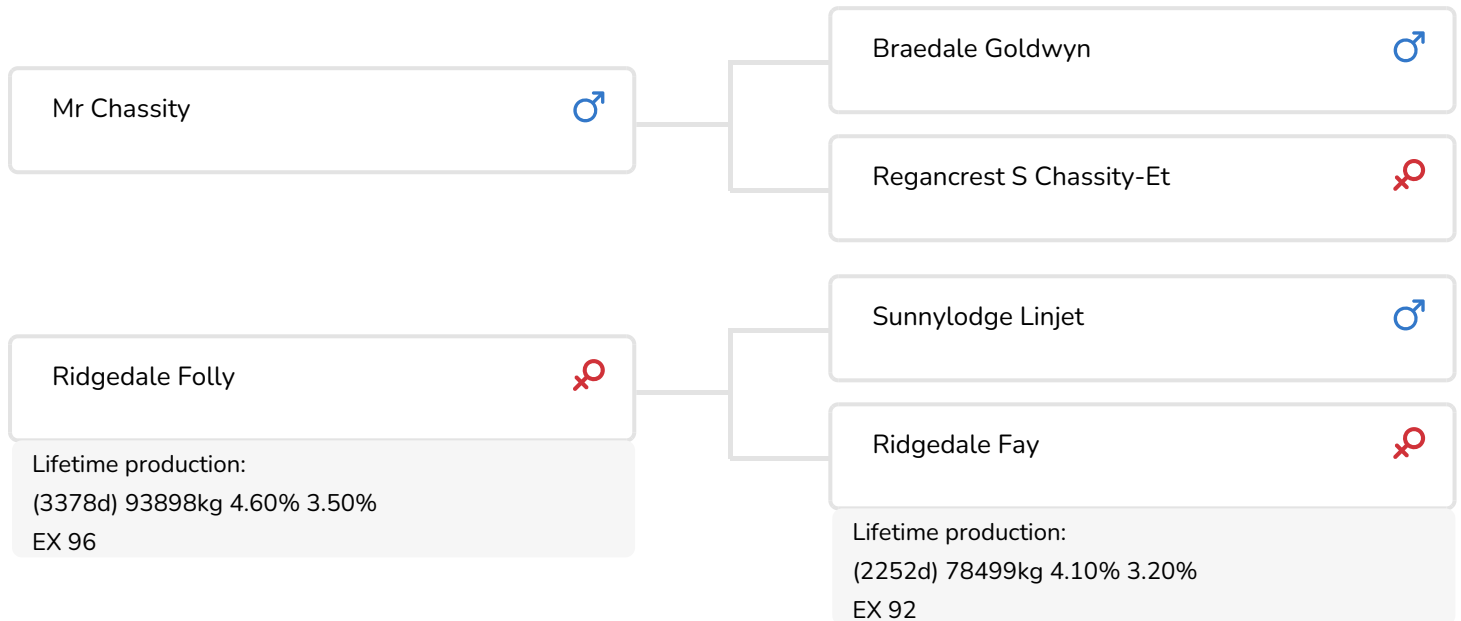 Mr Chassity
Braedale Goldwyn
Regancrest S Chassity-Et
Ridgedale Folly
Lifetime production:
(3378d) 93898kg 4.60% 3.50%
EX 96
Sunnylodge Linjet
Ridgedale Fay
Lifetime production:
(2252d) 78499kg 4.10% 3.20%
EX 92